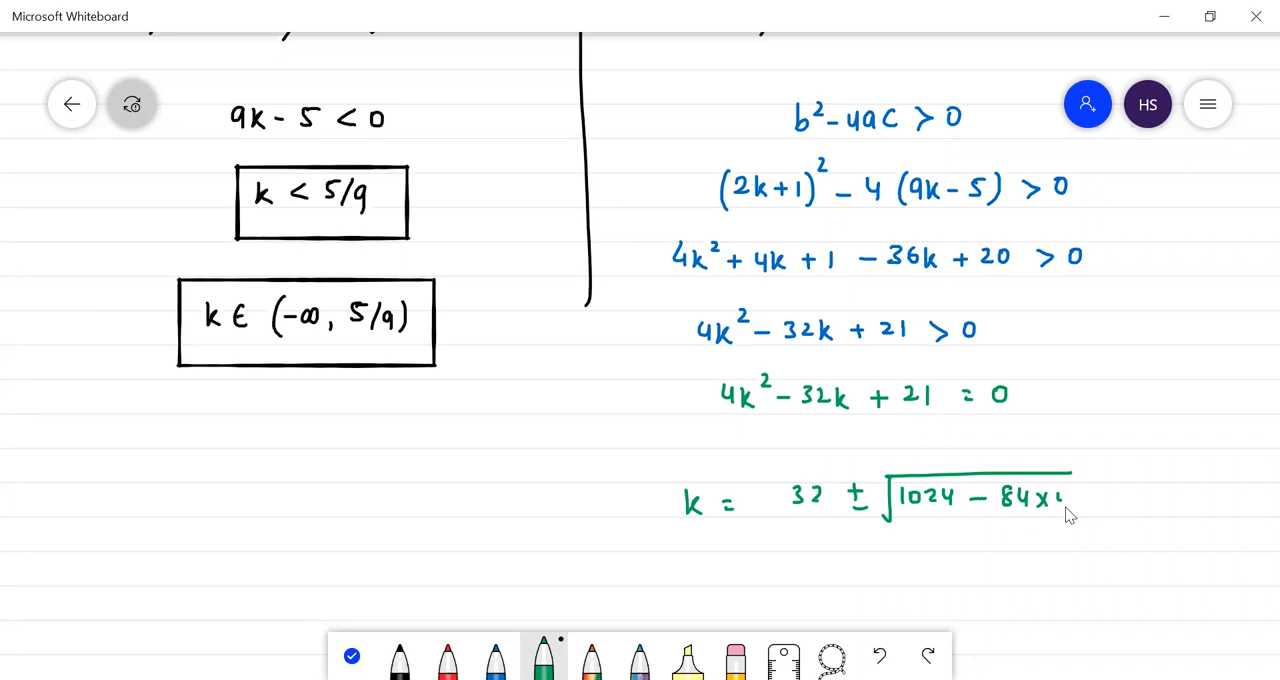 Microsoft Whiteboard
HS
9k - 5 < 0
k < 5/9
k ∈ (-∞, 5/9)
b² - 4ac > 0
(2k+1)² - 4 (9k - 5) > 0
4k² + 4k + 1 - 36k + 20 > 0
4k² - 32k + 21 > 0
4k² - 32k + 21 = 0
k = 32 ± √1024 - 84×